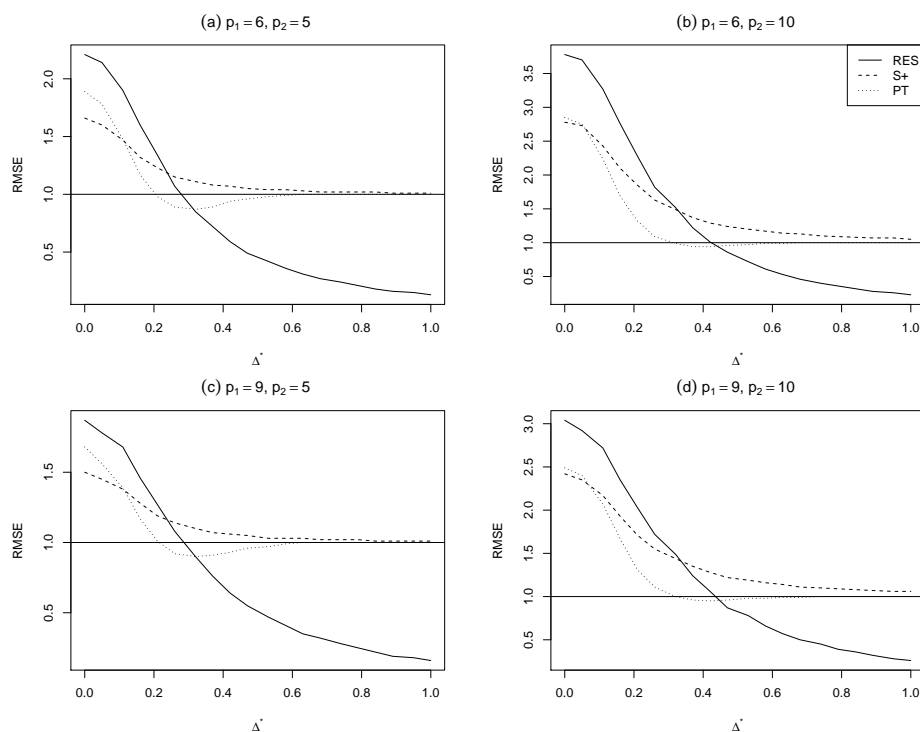 (a) p₁ = 6, p₂ = 5
RMSE
0.5 1.0 1.5 2.0
0.0 0.2 0.4 0.6 0.8 1.0
Δ*
(b) p₁ = 6, p₂ = 10
RES
S+
PT
RMSE
0.5 1.0 1.5 2.0 2.5 3.0 3.5
0.0 0.2 0.4 0.6 0.8 1.0
Δ*
(c) p₁ = 9, p₂ = 5
RMSE
0.5 1.0 1.5
0.0 0.2 0.4 0.6 0.8 1.0
Δ*
(d) p₁ = 9, p₂ = 10
RMSE
0.5 1.0 1.5 2.0 2.5 3.0
0.0 0.2 0.4 0.6 0.8 1.0
Δ*